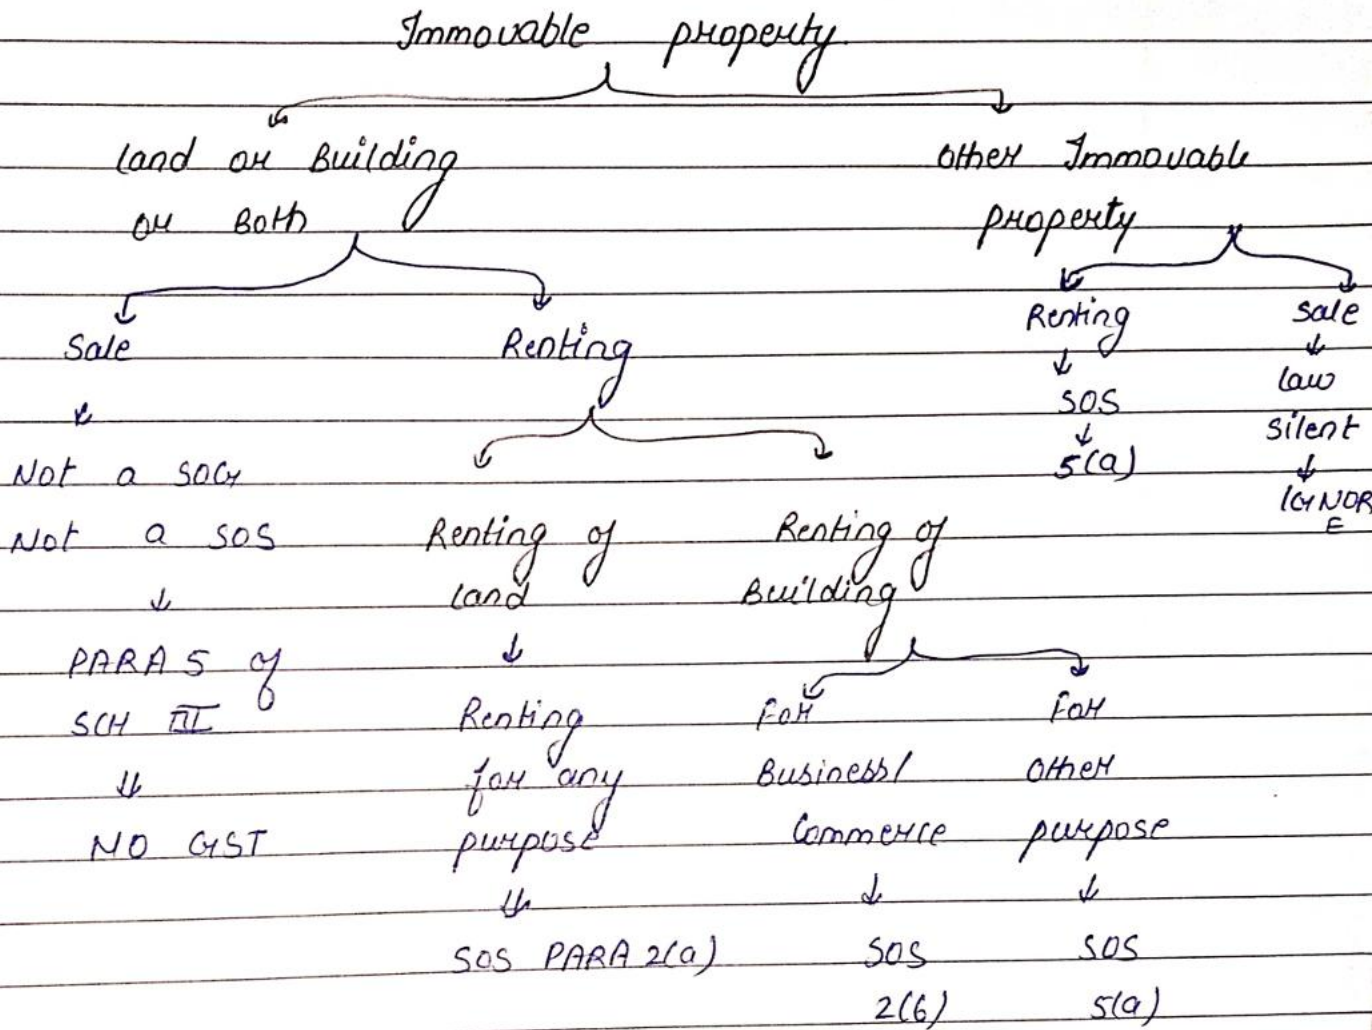 Immovable property
Land or Building
or Both
Other Immovable
property
Sale
Renting
Renting
Sale
SOS
Law
5(a)
Silent
IGNOR
E
Not a SOG
Not a SOS
Renting of
Land
Renting of
Building
PARA 5 of
SCH III
Renting
for any
purpose
For
Business/
Commerce
For
Other
purpose
NO GST
SOS PARA 2(a)
SOS
2(b)
SOS
5(a)